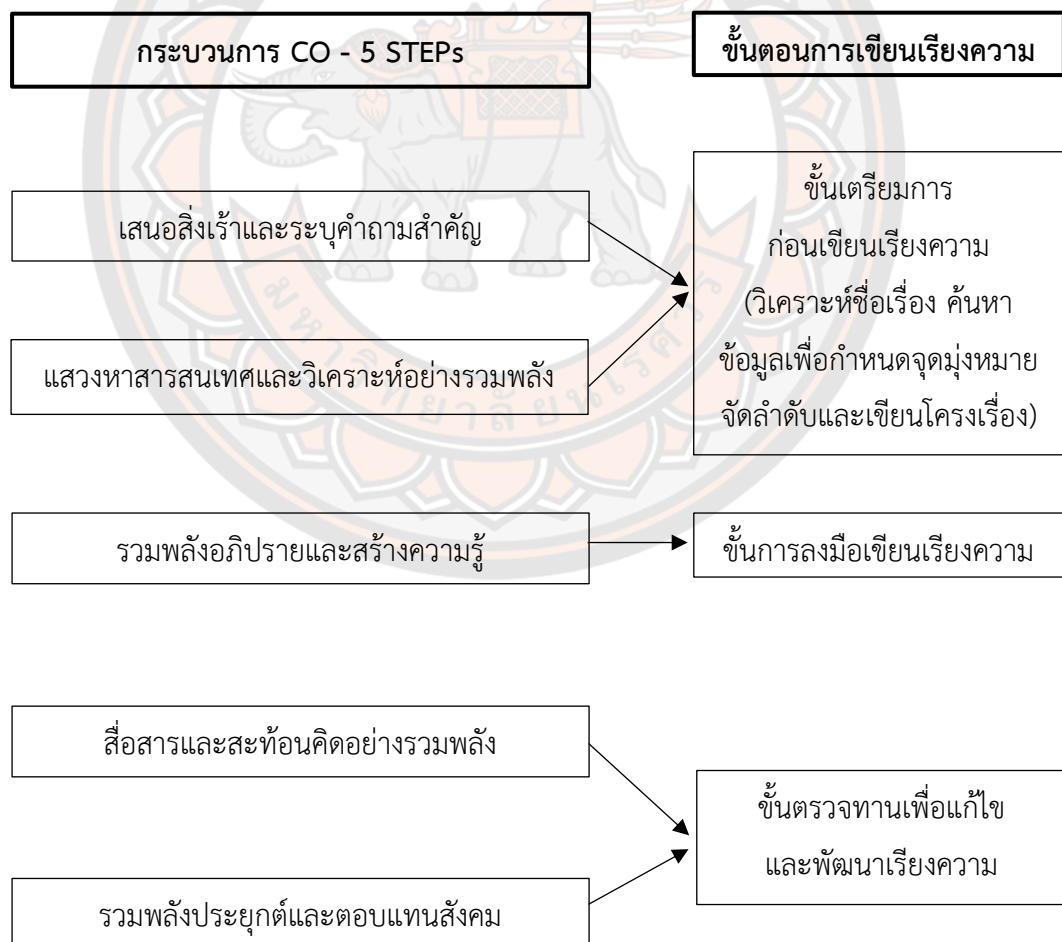 กระบวนการ CO - 5 STEPs
ขั้นตอนการเขียนเรียงความ
เสนอสิ่งเร้าและระบุคำถามสำคัญ
แสวงหาสารสนเทศและวิเคราะห์อย่างรวมพลัง
ขั้นเตรียมการ
ก่อนเขียนเรียงความ
(วิเคราะห์ชื่อเรื่อง ค้นหา
ข้อมูลเพื่อกำหนดจุดมุ่งหมาย
จัดลำดับและเขียนโครงเรื่อง)
รวมพลังอภิปรายและสร้างความรู้
ขั้นการลงมือเขียนเรียงความ
สื่อสารและสะท้อนคิดอย่างรวมพลัง
รวมพลังประยุกต์และตอบแทนสังคม
ขั้นตรวจทานเพื่อแก้ไข
และพัฒนาเรียงความ
มหาวิทยาลัยนเรศวร